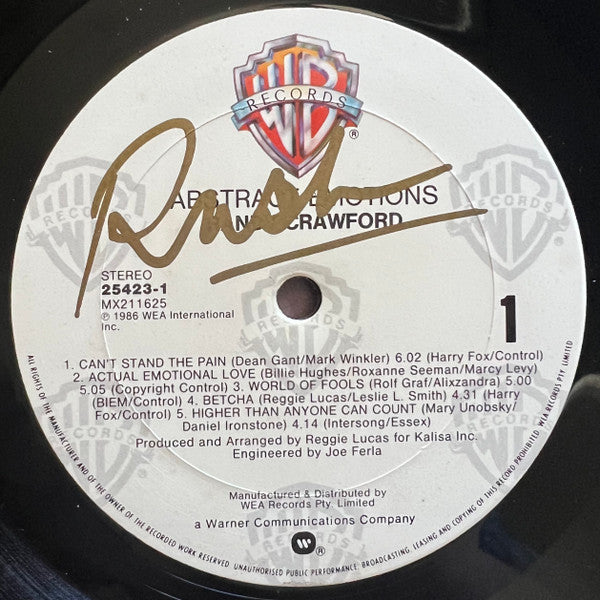 WB
RECORDS
®
Rush
ABSTRACT EMOTIONS
CRAWFORD
STEREO
25423-1
MX211625
℗ 1986 WEA International
Inc.
1
1. CAN'T STAND THE PAIN (Dean Gant/Mark Winkler) 6.02 (Harry Fox/Control)
2. ACTUAL EMOTIONAL LOVE (Billie Hughes/Roxanne Seeman/Marcy Levy)
5.05 (Copyright Control) 3. WORLD OF FOOLS (Rolf Graf/Alixzandra) 5.00
(BIEM/Control) 4. BETCHA (Reggie Lucas/Leslie L. Smith) 4.31 (Harry
Fox/Control) 5. HIGHER THAN ANYONE CAN COUNT (Mary Unobsky/
Daniel Ironstone) 4.14 (Intersong/Essex)
Produced and Arranged by Reggie Lucas for Kalisa Inc.
Engineered by Joe Ferla
Manufactured & Distributed by
WEA Records Pty. Limited
a Warner Communications Company
®
ALL RIGHTS OF THE MANUFACTURER AND OF THE OWNER OF THE RECORDED WORK RESERVED. UNAUTHORISED PUBLIC PERFORMANCE, BROADCASTING, LEASING AND COPYING OF THIS RECORD PROHIBITED. WEA RECORDS PTY. LIMITED